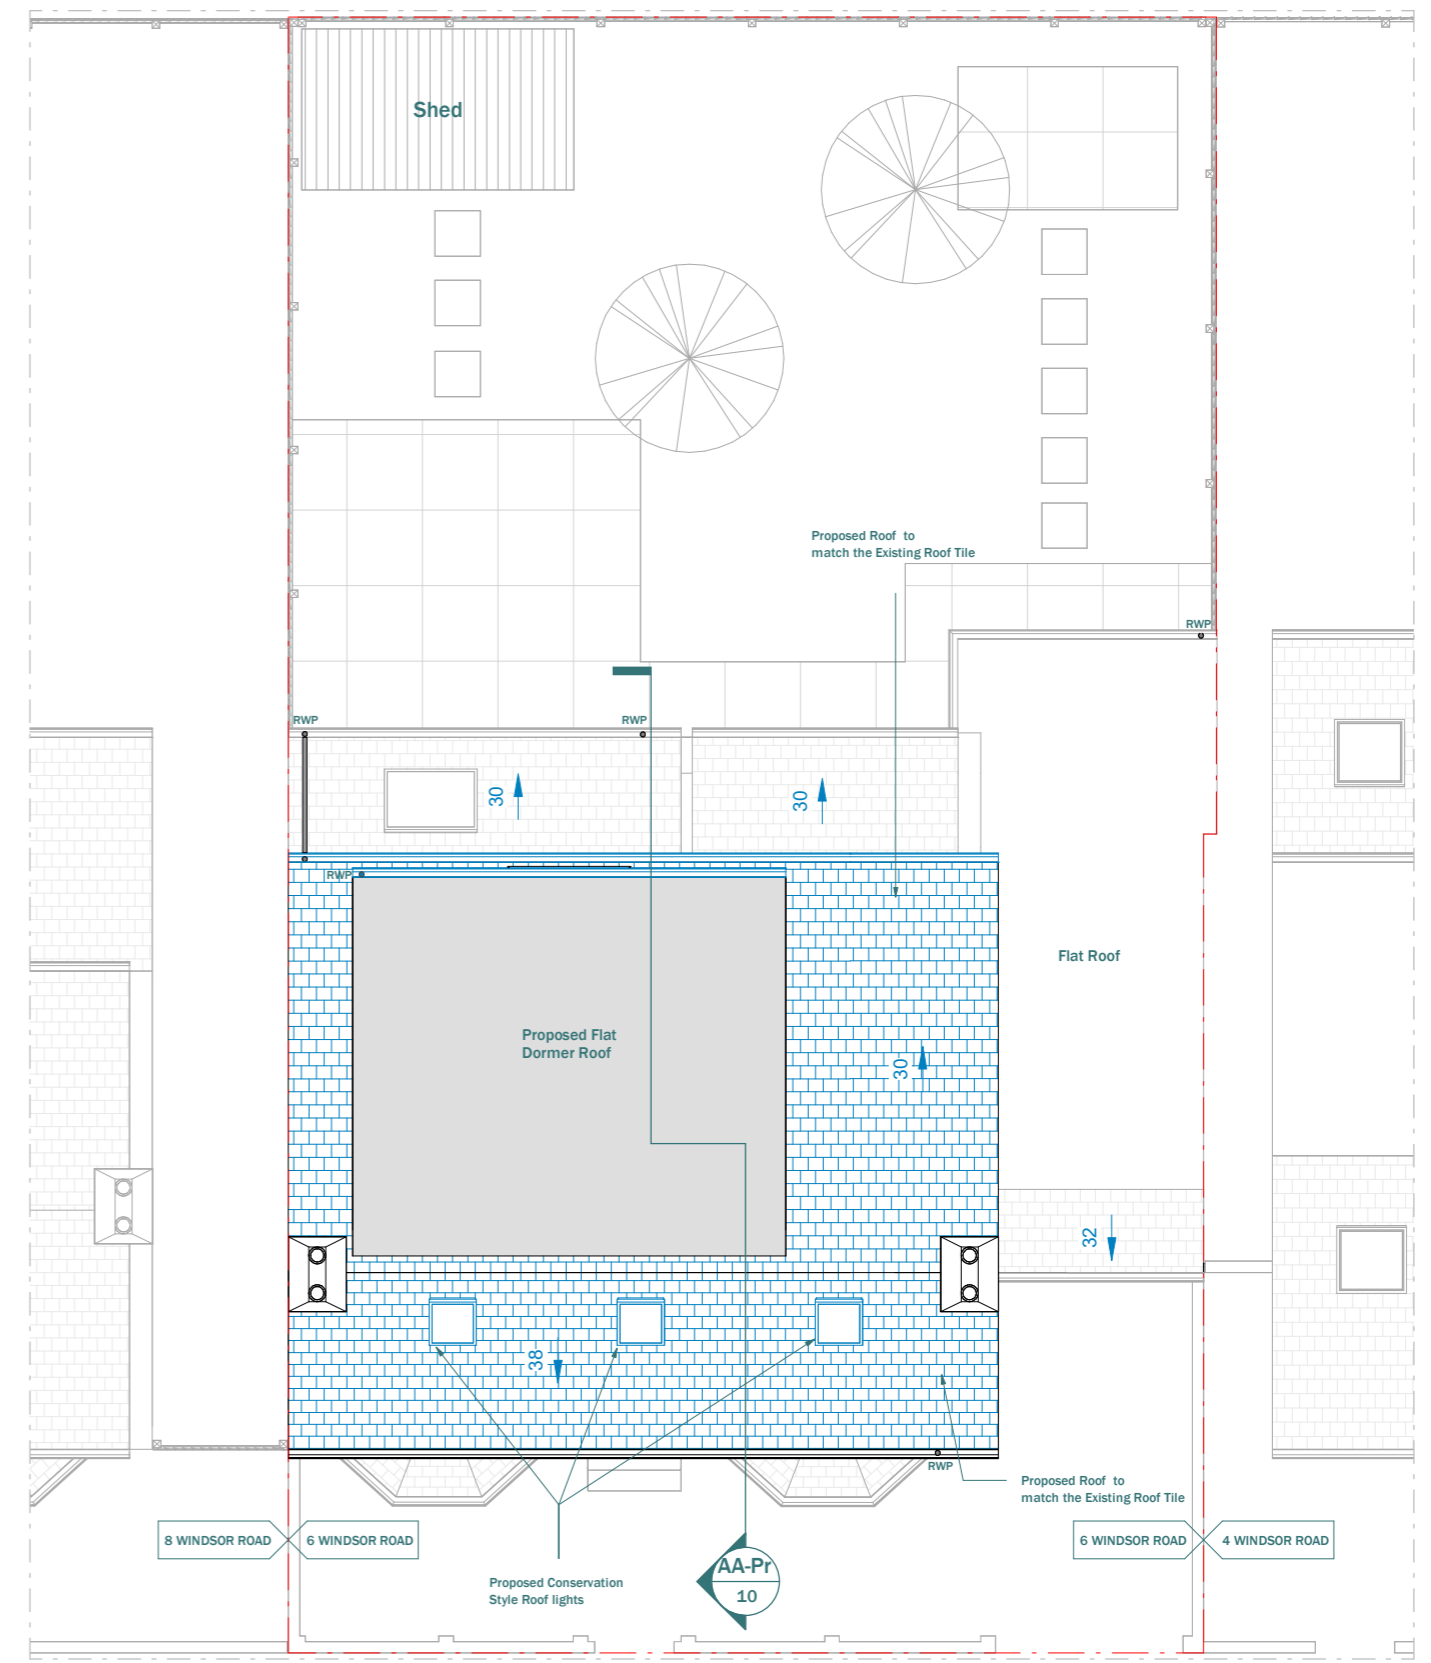 Shed
Proposed Roof to
match the Existing Roof Tile
RWP
RWP
RWP
30
30
RWP
Flat Roof
Proposed Flat
Dormer Roof
30
32
38
RWP
Proposed Roof to
match the Existing Roof Tile
8 WINDSOR ROAD
6 WINDSOR ROAD
6 WINDSOR ROAD
4 WINDSOR ROAD
Proposed Conservation
Style Roof lights
AA-Pr
10